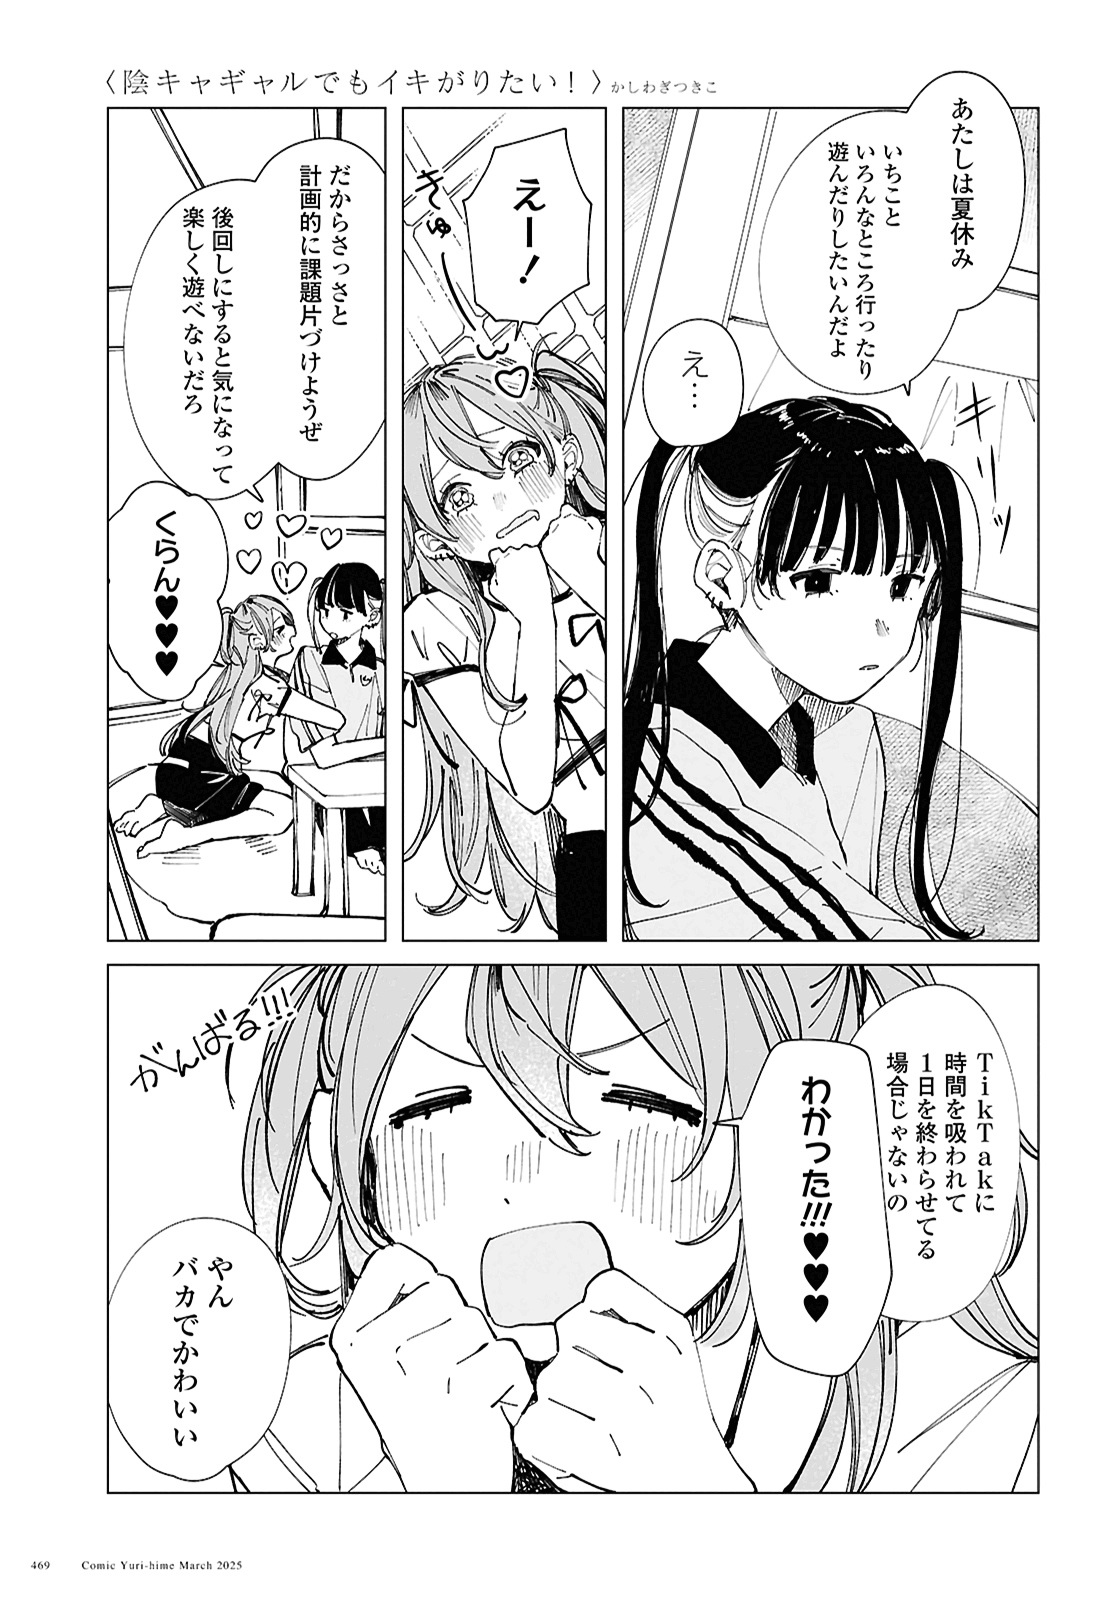 〈陰キャギャルでもイキがりたい！〉かしわぎつきこ
あたしは夏休み
いちこと
いろんなところ行ったり
遊んだりしたいんだよ
え…
えー！
きゅ
だからさっさと
計画的に課題片づけようぜ
後回しにすると気になって
楽しく遊べないだろ
くらん♥♥♥
TikTakに
時間を吸われて
1日を終わらせてる
場合じゃないの
わかった!!!♥♥♥
がんばる!!!
やん
バカでかわいい
469 Comic Yuri-hime March 2025